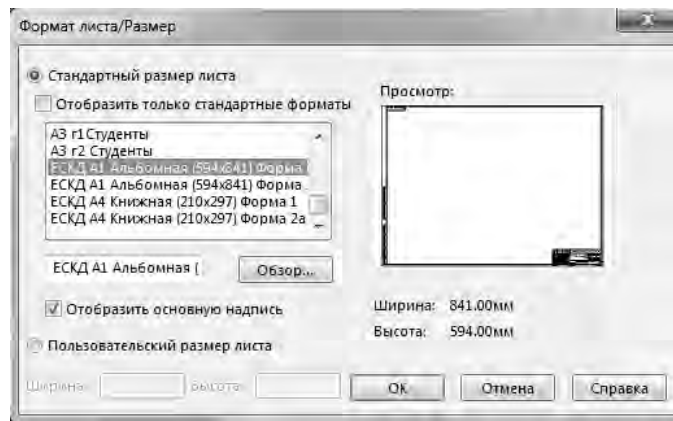 Формат листа/Размер
Стандартный размер листа
Отобразить только стандартные форматы
А3 г1Студенты
А3 г2 Студенты
ЕСКД А1 Альбомная (594x841) Форма
ЕСКД А1 Альбомная (594x841) Форма
ЕСКД А4 Книжная (210x297) Форма 1
ЕСКД А4 Книжная (210x297) Форма 2а
ЕСКД А1 Альбомная (
Обзор...
Отобразить основную надпись
Пользовательский размер листа
Ширина:
Высота:
Просмотр:
Ширина: 841.00мм
Высота: 594.00мм
ОК
Отмена
Справка